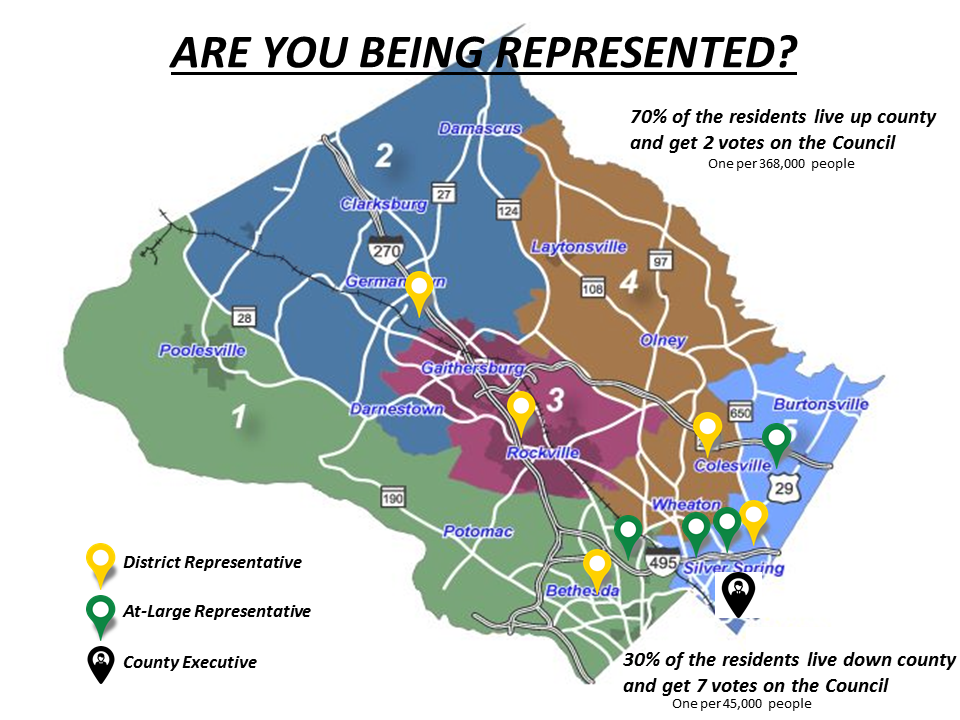 ARE YOU BEING REPRESENTED?
70% of the residents live up county
and get 2 votes on the Council
One per 368,000 people
Damascus
2
27
Clarksburg
124
270
Laytonsville
97
4
108
Germantown
28
Poolesville
Olney
Gaithersburg
3
1
Darnestown
650
Burtonsville
5
Rockville
Colesville
29
190
Wheaton
Potomac
495
Silver Spring
Bethesda
District Representative
At-Large Representative
County Executive
30% of the residents live down county
and get 7 votes on the Council
One per 45,000 people